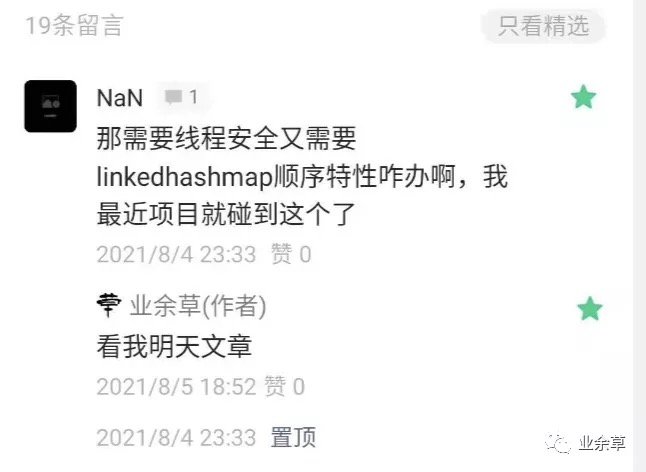 19条留言
只看精选
NaN 1
那需要线程安全又需要
linkedhashmap顺序特性咋办啊，我
最近项目就碰到这个了
2021/8/4 23:33 赞 0
业余草(作者)
看我明天文章
2021/8/5 18:52 赞 0
2021/8/4 23:33 置顶
业余草